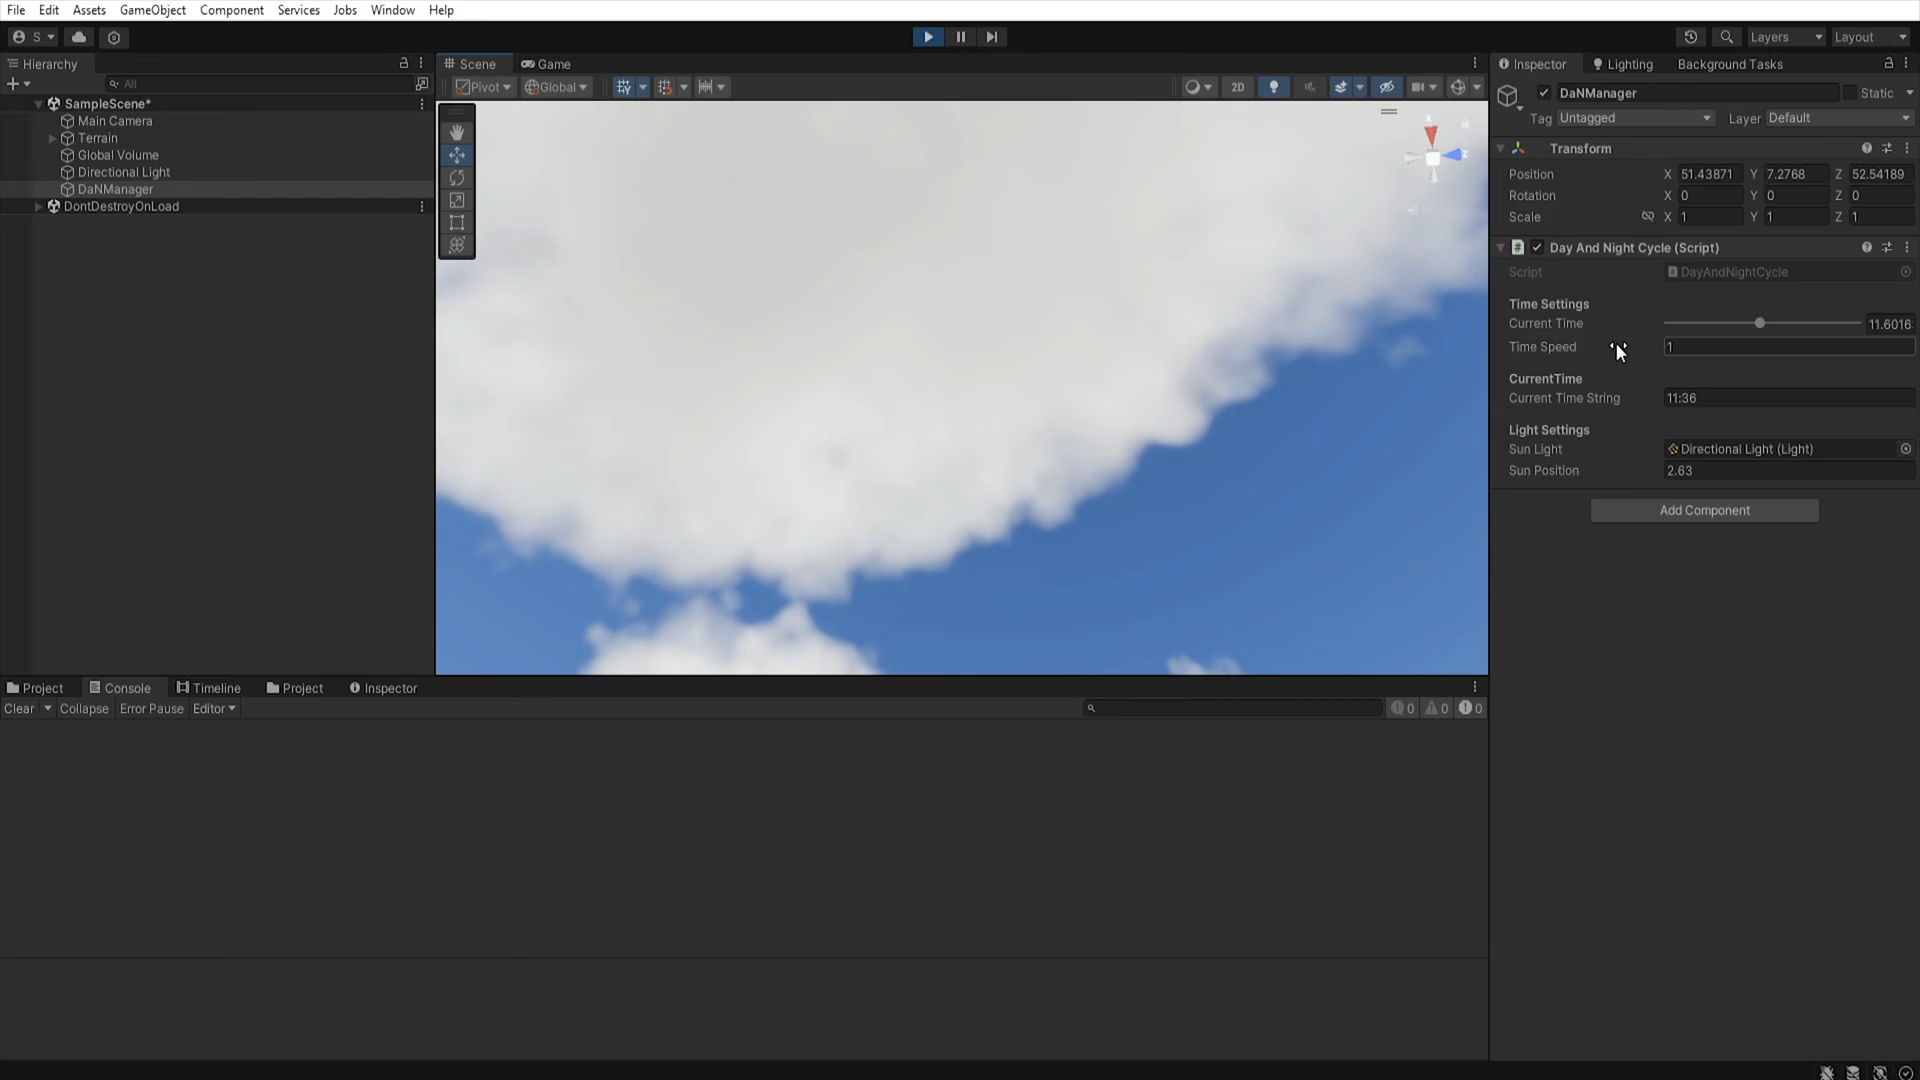 File Edit Assets GameObject Component Services Jobs Window Help
S Layers Layout
Hierarchy
All
SampleScene*
Main Camera
Terrain
Global Volume
Directional Light
DaNManager
DontDestroyOnLoad
Scene Game
Pivot Global 2D
x
z
Inspector Lighting Background Tasks
DaNManager Static
Tag Untagged Layer Default
Transform
Position X 51.43871 Y 7.2768 Z 52.54189
Rotation X 0 Y 0 Z 0
Scale X 1 Y 1 Z 1
# Day And Night Cycle (Script)
Script DayAndNightCycle
Time Settings
Current Time 11.6016
Time Speed 1
CurrentTime
Current Time String 11:36
Light Settings
Sun Light Directional Light (Light)
Sun Position 2.63
Add Component
Project Console Timeline Project Inspector
Clear Collapse Error Pause Editor 0 0 0